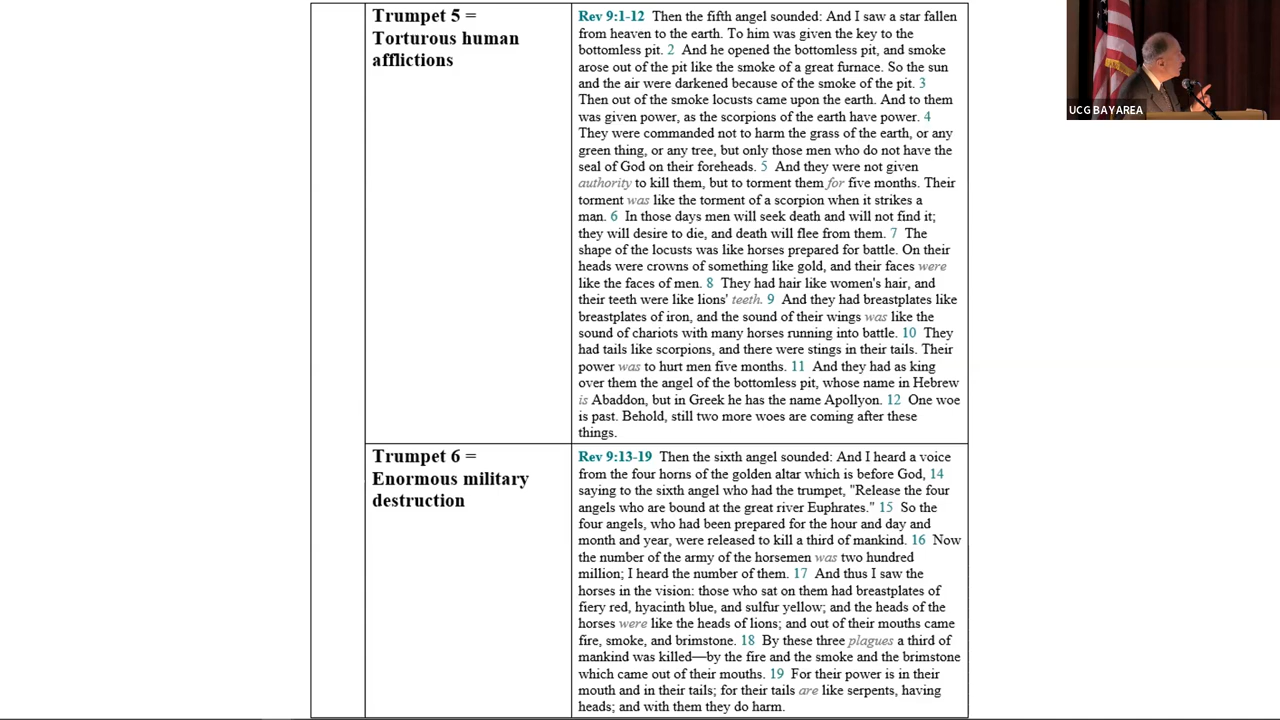 Trumpet 5 =
Torturous human
afflictions
Rev 9:1-12 Then the fifth angel sounded: And I saw a star fallen
from heaven to the earth. To him was given the key to the
bottomless pit. 2 And he opened the bottomless pit, and smoke
arose out of the pit like the smoke of a great furnace. So the sun
and the air were darkened because of the smoke of the pit. 3
Then out of the smoke locusts came upon the earth. And to them
was given power, as the scorpions of the earth have power. 4
They were commanded not to harm the grass of the earth, or any
green thing, or any tree, but only those men who do not have the
seal of God on their foreheads. 5 And they were not given
authority to kill them, but to torment them for five months. Their
torment was like the torment of a scorpion when it strikes a
man. 6 In those days men will seek death and will not find it;
they will desire to die, and death will flee from them. 7 The
shape of the locusts was like horses prepared for battle. On their
heads were crowns of something like gold, and their faces were
like the faces of men. 8 They had hair like women's hair, and
their teeth were like lions' teeth. 9 And they had breastplates like
breastplates of iron, and the sound of their wings was like the
sound of chariots with many horses running into battle. 10 They
had tails like scorpions, and there were stings in their tails. Their
power was to hurt men five months. 11 And they had as king
over them the angel of the bottomless pit, whose name in Hebrew
is Abaddon, but in Greek he has the name Apollyon. 12 One woe
is past. Behold, still two more woes are coming after these
things.
Trumpet 6 =
Enormous military
destruction
Rev 9:13-19 Then the sixth angel sounded: And I heard a voice
from the four horns of the golden altar which is before God, 14
saying to the sixth angel who had the trumpet, "Release the four
angels who are bound at the great river Euphrates." 15 So the
four angels, who had been prepared for the hour and day and
month and year, were released to kill a third of mankind. 16 Now
the number of the army of the horsemen was two hundred
million; I heard the number of them. 17 And thus I saw the
horses in the vision: those who sat on them had breastplates of
fiery red, hyacinth blue, and sulfur yellow; and the heads of the
horses were like the heads of lions; and out of their mouths came
fire, smoke, and brimstone. 18 By these three plagues a third of
mankind was killed—by the fire and the smoke and the brimstone
which came out of their mouths. 19 For their power is in their
mouth and in their tails; for their tails are like serpents, having
heads; and with them they do harm.
UCG BAYAREA